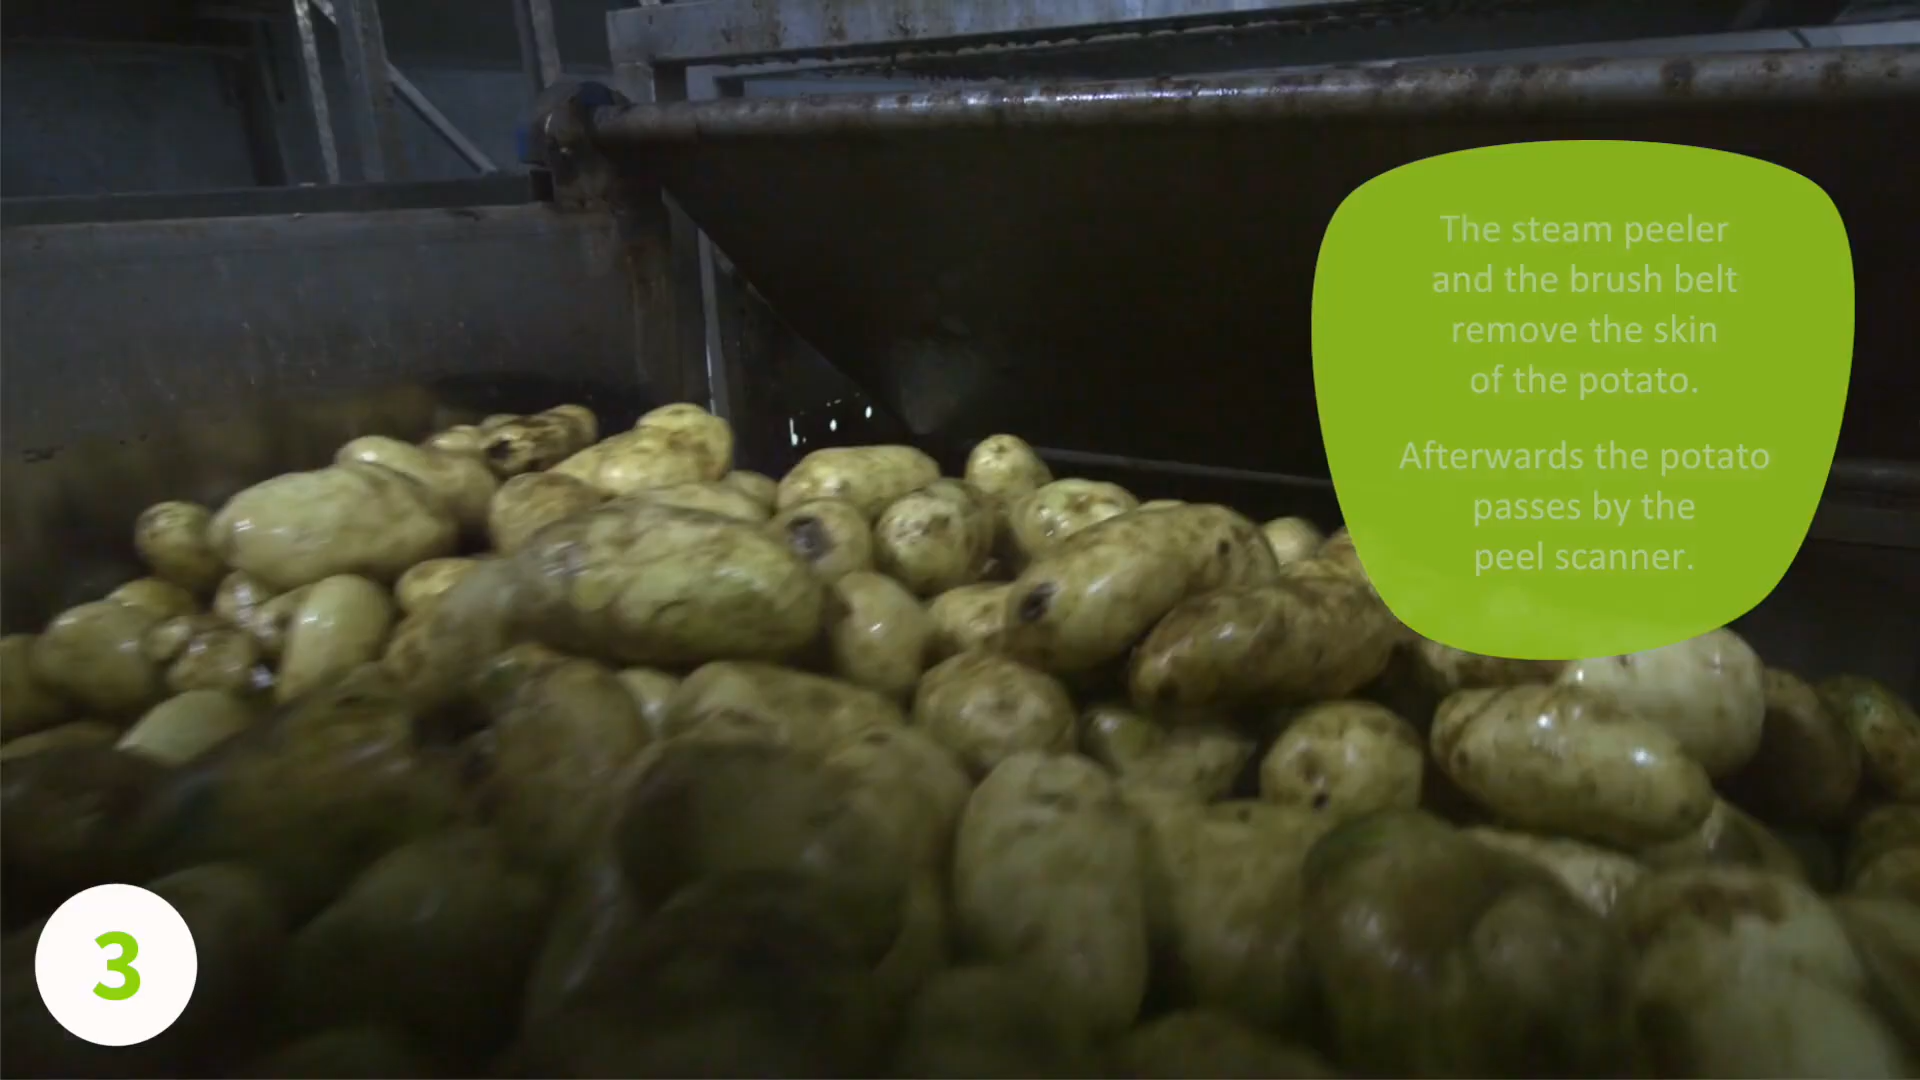 The steam peeler
and the brush belt
remove the skin
of the potato.
Afterwards the potato
passes by the
peel scanner.
3